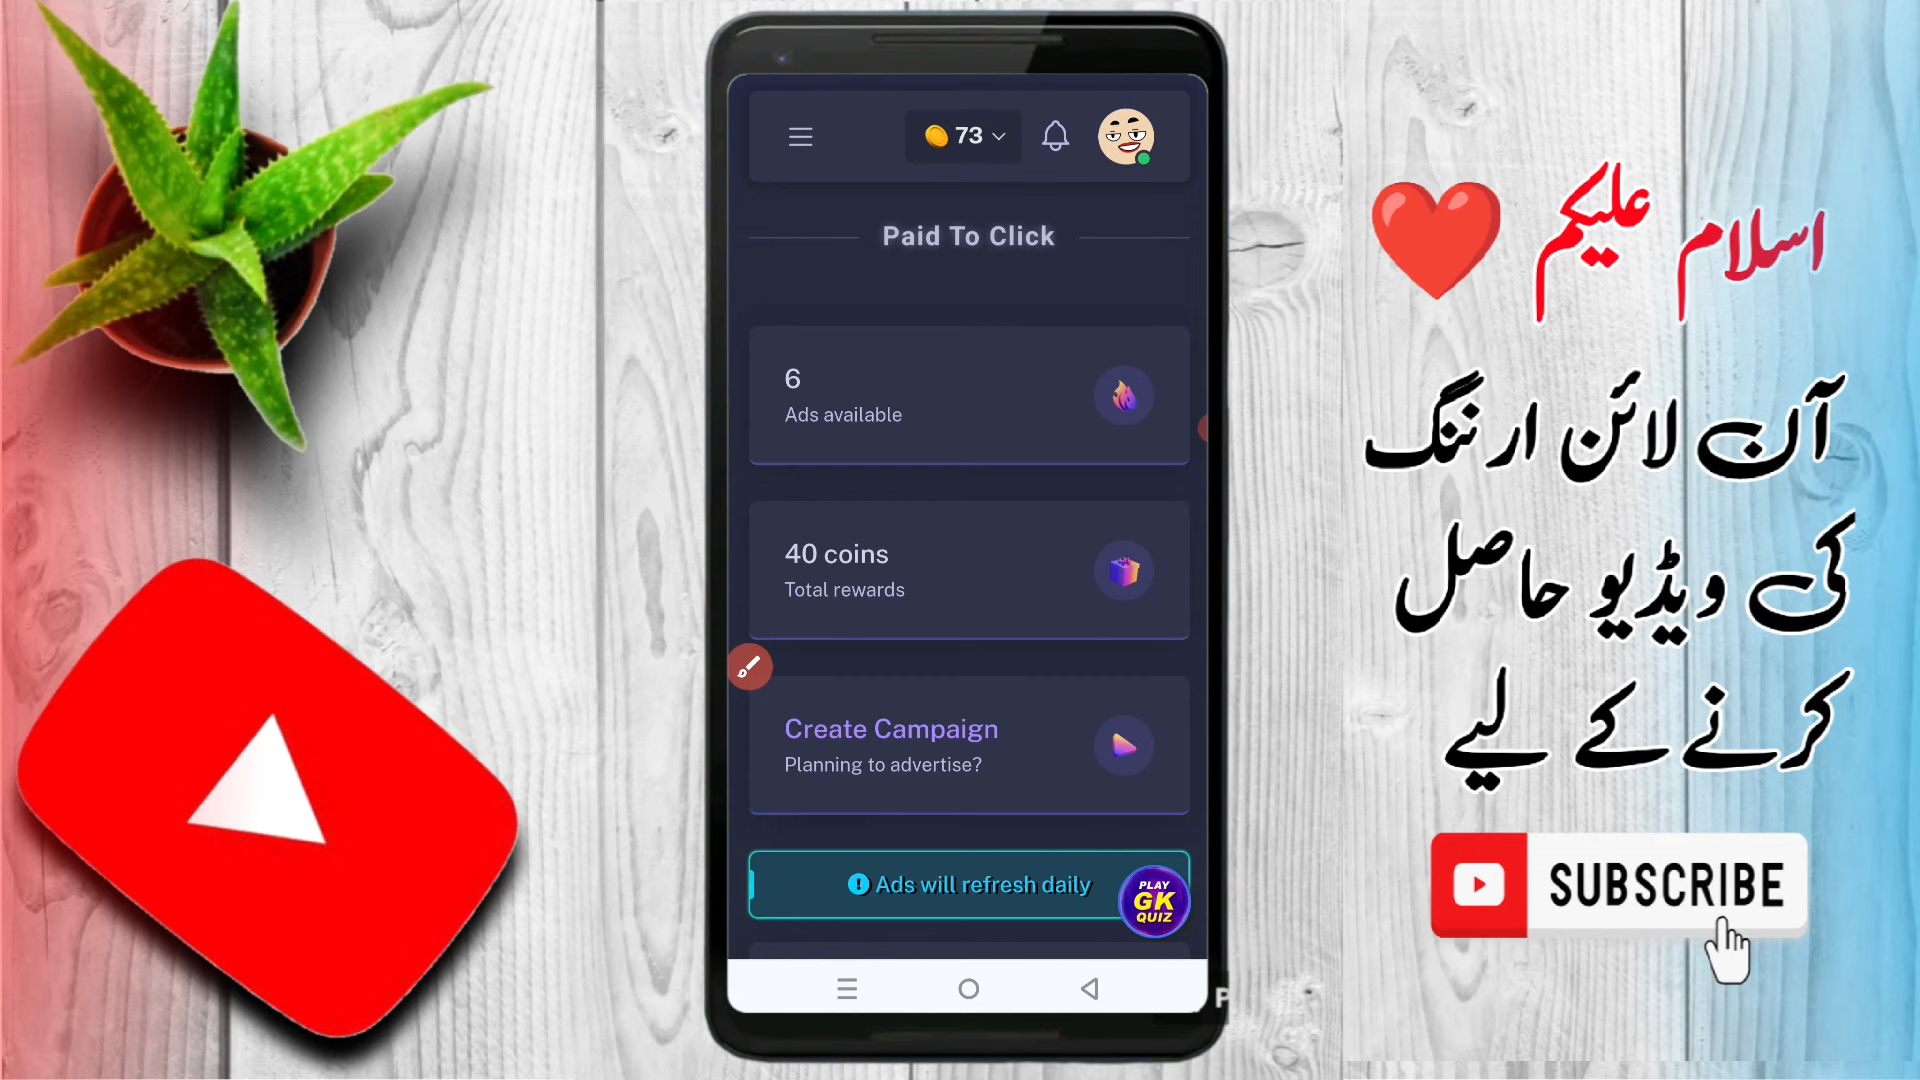 73
Paid To Click
6
Ads available
40 coins
Total rewards
Create Campaign
Planning to advertise?
Ads will refresh daily
PLAY
GK
QUIZ
P
اسلام علیکم
آن لائن ارننگ
کی ویڈیو حاصل
کرنے کے لیے
SUBSCRIBE